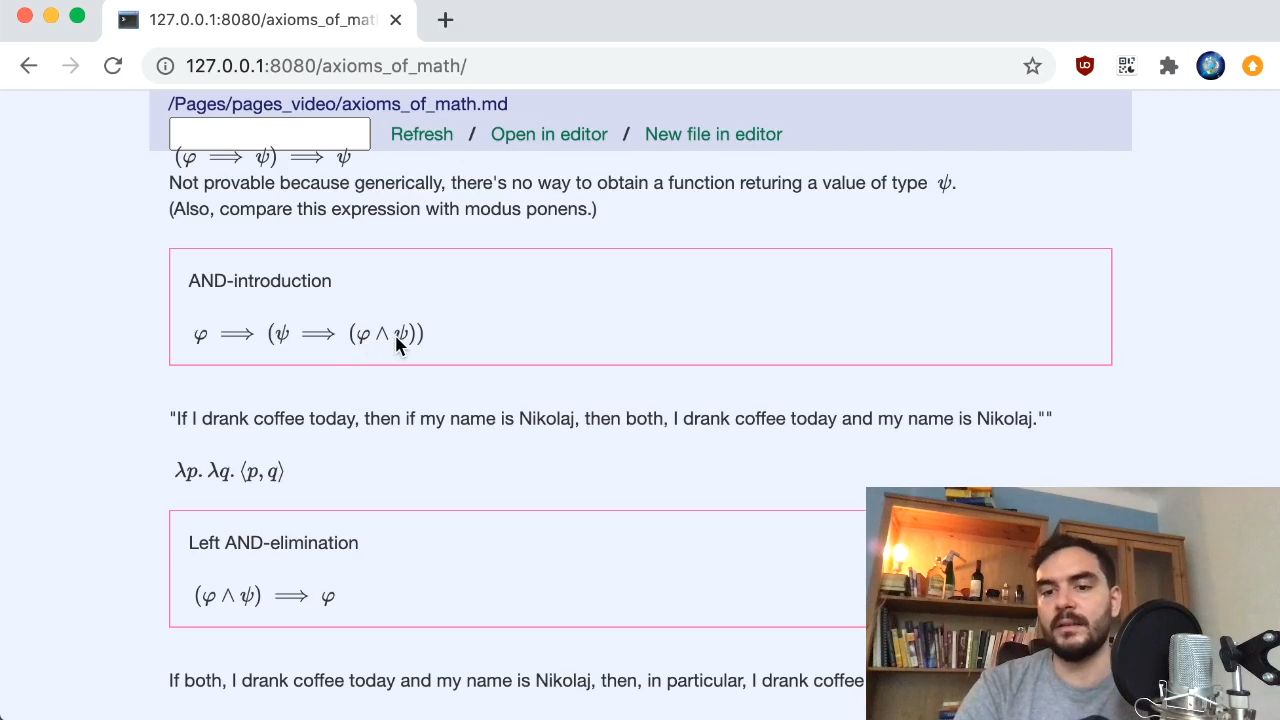 127.0.0.1:8080/axioms_of_mat
127.0.0.1:8080/axioms_of_math/
/Pages/pages_video/axioms_of_math.md
Refresh / Open in editor / New file in editor
(φ ⟹ ψ) ⟹ ψ
Not provable because generically, there's no way to obtain a function returing a value of type ψ.
(Also, compare this expression with modus ponens.)
AND-introduction
φ ⟹ (ψ ⟹ (φ ∧ ψ))
"If I drank coffee today, then if my name is Nikolaj, then both, I drank coffee today and my name is Nikolaj.""
λp. λq. ⟨p, q⟩
Left AND-elimination
(φ ∧ ψ) ⟹ φ
If both, I drank coffee today and my name is Nikolaj, then, in particular, I drank coffee